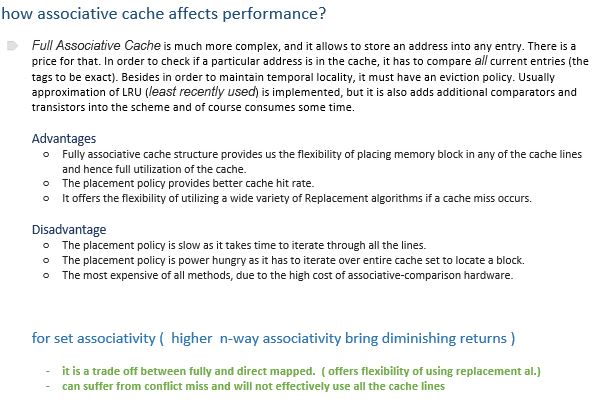 how associative cache affects performance?
Full Associative Cache is much more complex, and it allows to store an address into any entry. There is a
price for that. In order to check if a particular address is in the cache, it has to compare all current entries (the
tags to be exact). Besides in order to maintain temporal locality, it must have an eviction policy. Usually
approximation of LRU (least recently used) is implemented, but it is also adds additional comparators and
transistors into the scheme and of course consumes some time.
Advantages
o Fully associative cache structure provides us the flexibility of placing memory block in any of the cache lines
and hence full utilization of the cache.
o The placement policy provides better cache hit rate.
o It offers the flexibility of utilizing a wide variety of Replacement algorithms if a cache miss occurs.
Disadvantage
o The placement policy is slow as it takes time to iterate through all the lines.
o The placement policy is power hungry as it has to iterate over entire cache set to locate a block.
o The most expensive of all methods, due to the high cost of associative-comparison hardware.
for set associativity ( higher n-way associativity bring diminishing returns )
- it is a trade off between fully and direct mapped. ( offers flexibility of using replacement al.)
- can suffer from conflict miss and will not effectively use all the cache lines